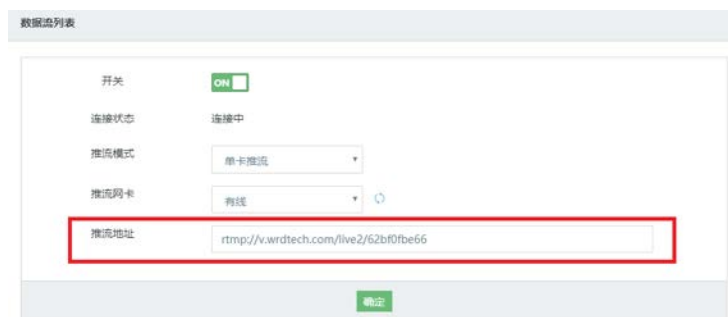 数据流列表
开关 ON
连接状态 连接中
推流模式 单卡推流
推流网卡 有线
推流地址 rtmp://v.wrdtech.com/live2/62bf0fbe66
确定